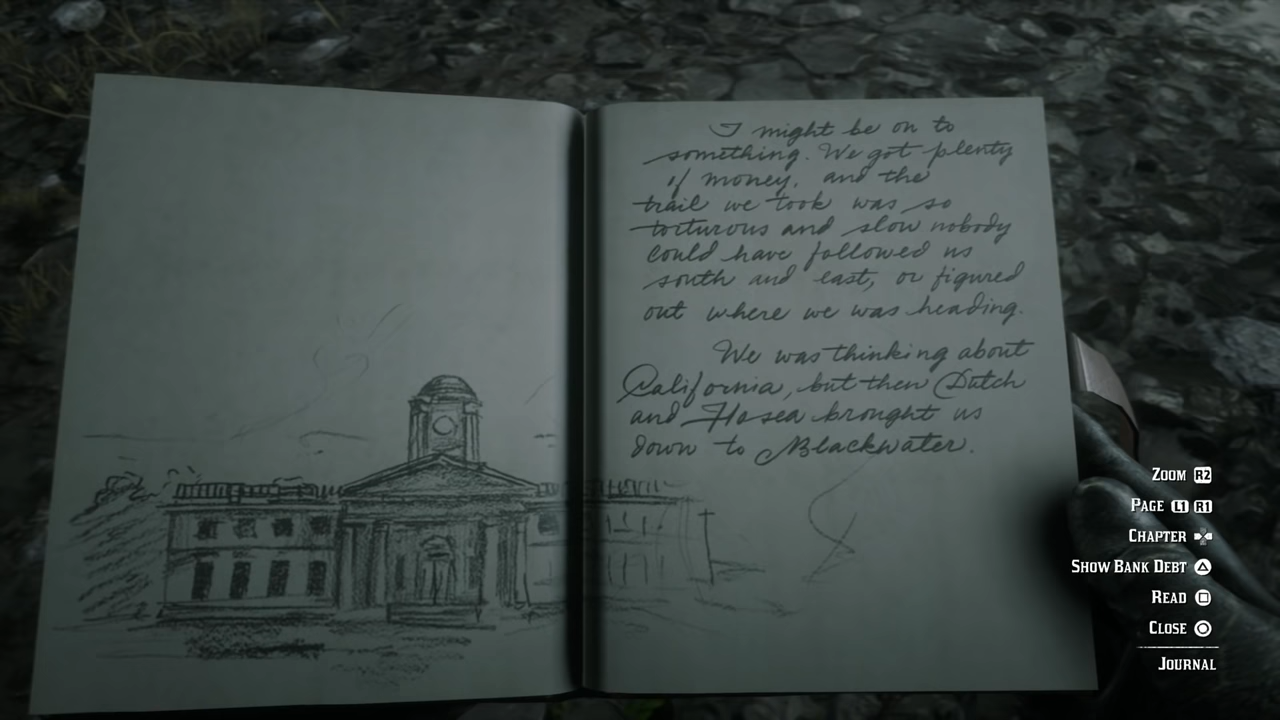 I might be on to
something. We got plenty
of money, and the
trail we took was so
torturous and slow nobody
could have followed us
south and east, or figured
out where we was heading.
We was thinking about
California, but then Dutch
and Hosea brought us
down to Blackwater.
ZOOM R2
PAGE L1 R1
CHAPTER
SHOW BANK DEBT
READ
CLOSE
JOURNAL